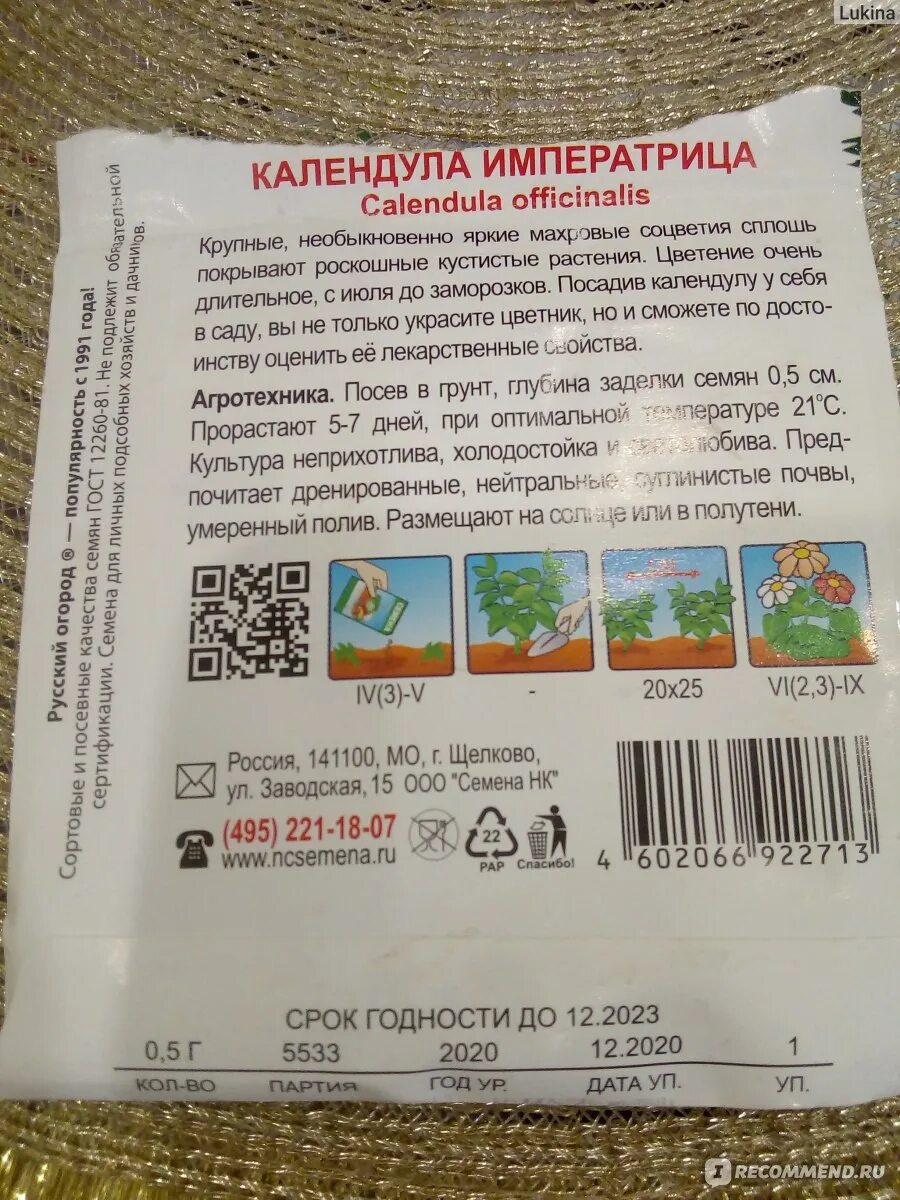 Lukina
КАЛЕНДУЛА ИМПЕРАТРИЦА
Calendula officinalis
Крупные, необыкновенно яркие махровые соцветия сплошь
покрывают роскошные кустистые растения. Цветение очень
длительное, с июля до заморозков. Посадив календулу у себя
в саду, вы не только украсите цветник, но и сможете по досто-
инству оценить её лекарственные свойства.
Агротехника. Посев в грунт, глубина заделки семян 0,5 см.
Прорастают 5-7 дней, при оптимальной температуре 21°С.
Культура неприхотлива, холодостойка и светолюбива. Пред-
почитает дренированные, нейтральные, суглинистые почвы,
умеренный полив. Размещают на солнце или в полутени.
IV(3)-V
-
20x25
VI(2,3)-IX
Россия, 141100, МО, г. Щелково,
ул. Заводская, 15 ООО "Семена НК"
(495) 221-18-07
www.ncsemena.ru
22
PAP
Спасибо!
4 602066 922713
Русский огород ® — популярность с 1991 года!
Сортовые и посевные качества семян ГОСТ 12260-81. Не подлежит обязательной
сертификации. Семена для личных подсобных хозяйств и дачников.
СРОК ГОДНОСТИ ДО 12.2023
0,5 Г 5533 2020 12.2020 1
КОЛ-ВО ПАРТИЯ ГОД УР. ДАТА УП. УП.
IRECOMMEND.RU